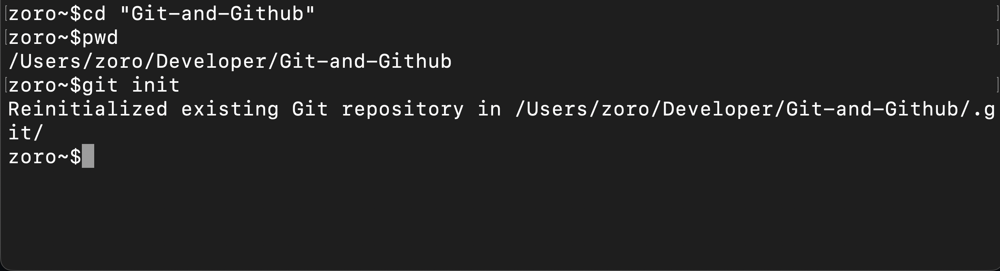 [zoro~$cd "Git-and-Github" ]
[zoro~$pwd ]
/Users/zoro/Developer/Git-and-Github
[zoro~$git init ]
Reinitialized existing Git repository in /Users/zoro/Developer/Git-and-Github/.g
it/
zoro~$